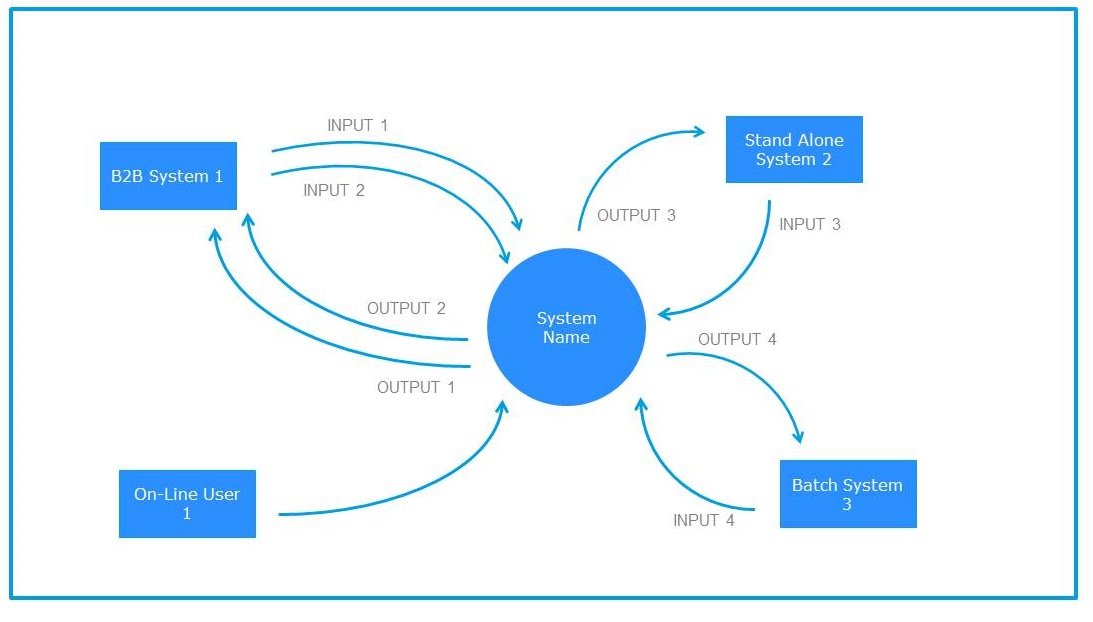 INPUT 1
B2B System 1
INPUT 2
Stand Alone
System 2
OUTPUT 3
INPUT 3
OUTPUT 2
System
Name
OUTPUT 4
OUTPUT 1
On-Line User
1
Batch System
3
INPUT 4